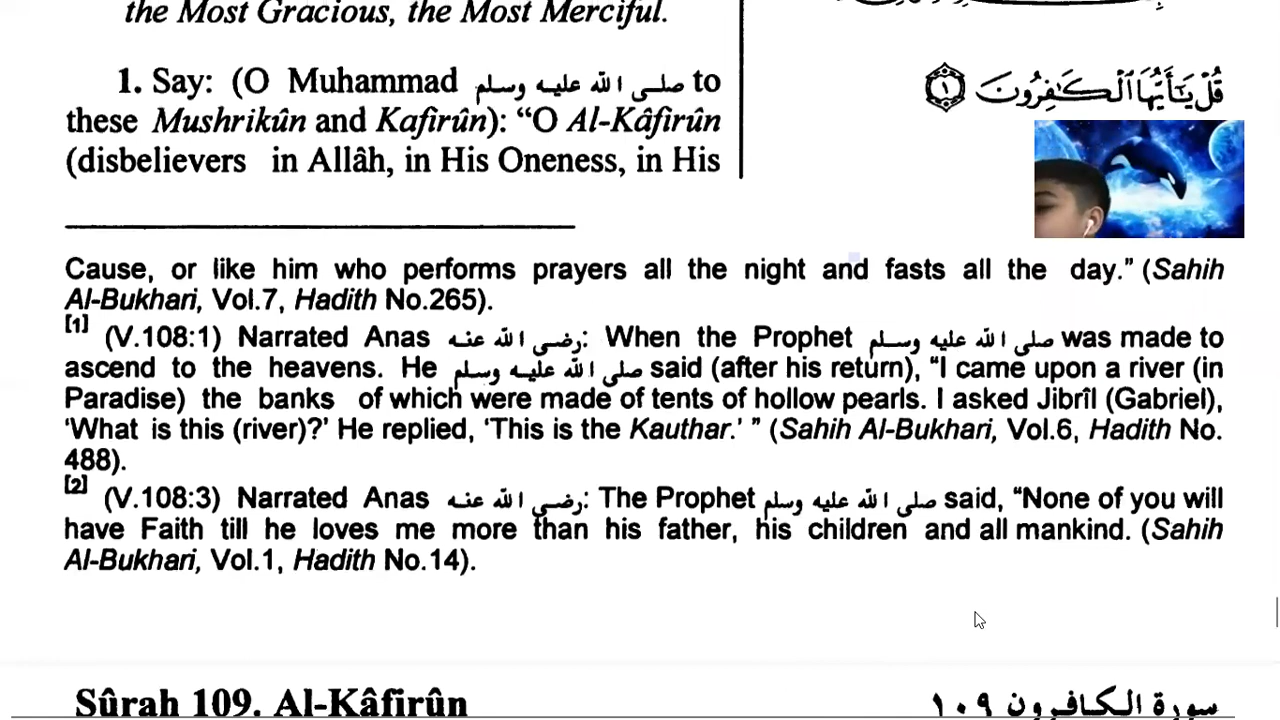 the Most Gracious, the Most Merciful.
1. Say: (O Muhammad صلى الله عليه وسلم to
these Mushrikûn and Kafirûn): “O Al-Kâfirûn
(disbelievers in Allâh, in His Oneness, in His
قُلْ يَٰٓأَيُّهَا ٱلْكَٰفِرُونَ ١
Cause, or like him who performs prayers all the night and fasts all the day.” (Sahih
Al-Bukhari, Vol.7, Hadith No.265).
[1] (V.108:1) Narrated Anas رضى الله عنه: When the Prophet صلى الله عليه وسلم was made to
ascend to the heavens. He صلى الله عليه وسلم said (after his return), “I came upon a river (in
Paradise) the banks of which were made of tents of hollow pearls. I asked Jibrîl (Gabriel),
‘What is this (river)?’ He replied, ‘This is the Kauthar.’ ” (Sahih Al-Bukhari, Vol.6, Hadith No.
488).
[2] (V.108:3) Narrated Anas رضى الله عنه: The Prophet صلى الله عليه وسلم said, “None of you will
have Faith till he loves me more than his father, his children and all mankind. (Sahih
Al-Bukhari, Vol.1, Hadith No.14).
Sûrah 109. Al-Kâfirûn
سورة الكافرون ١٠٩